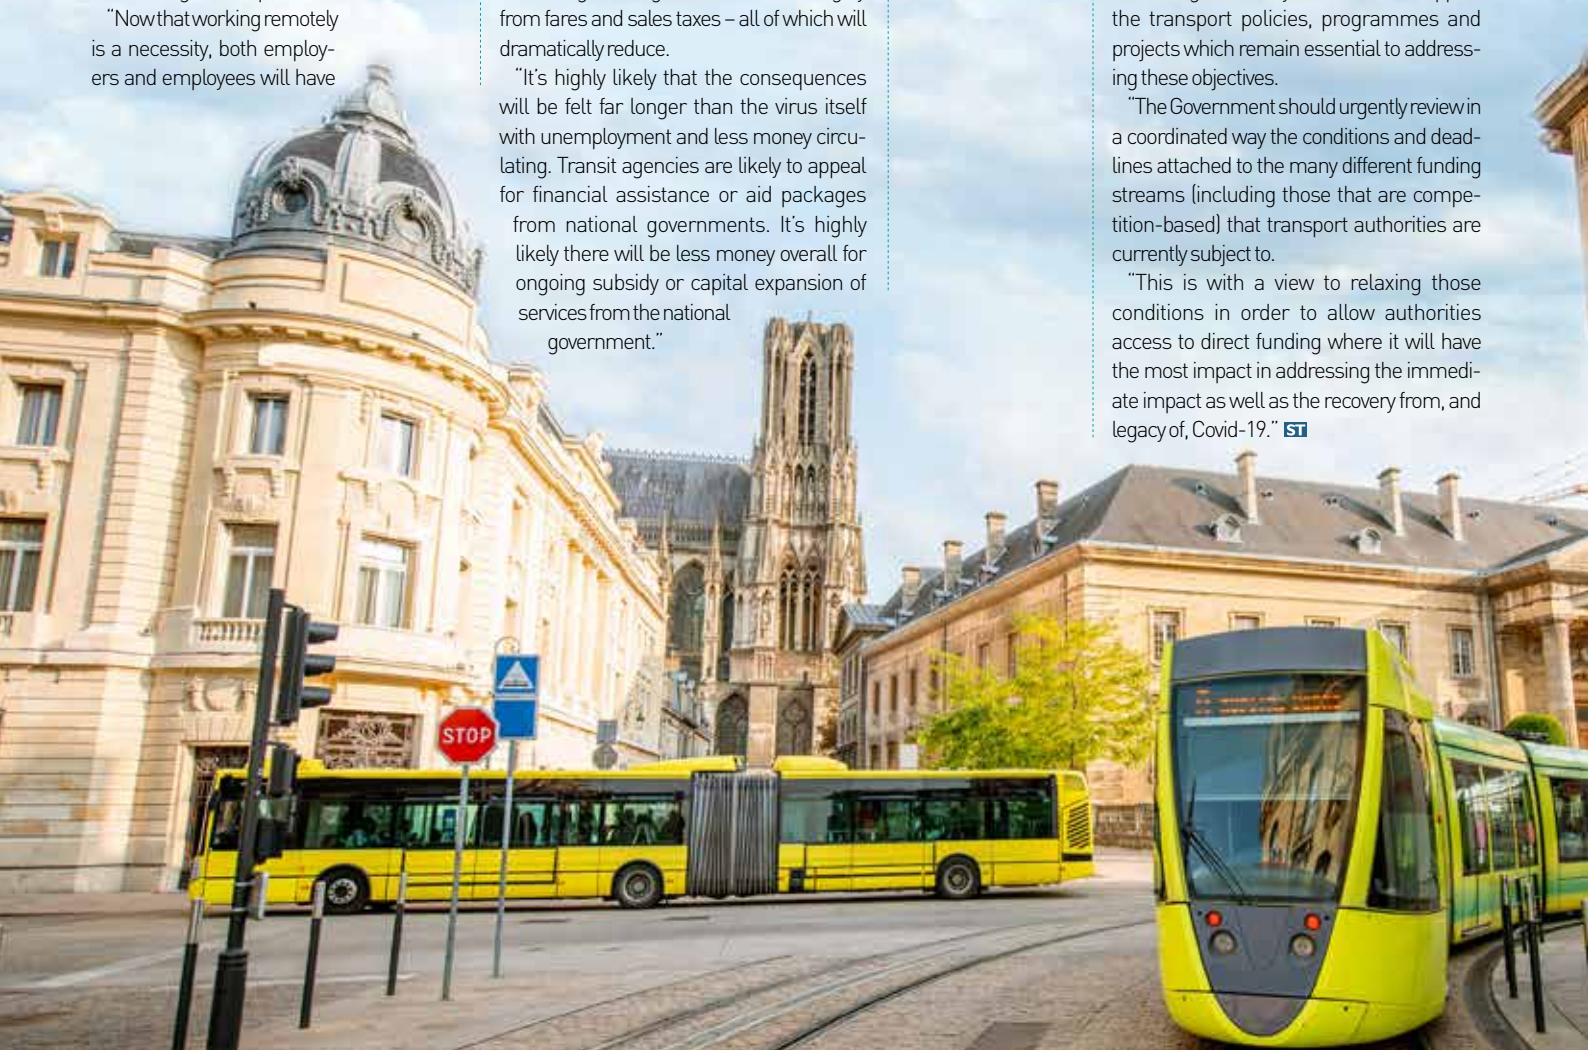 “Now that working remotely
is a necessity, both employ-
ers and employees will have
from fares and sales taxes – all of which will
dramatically reduce.
“It’s highly likely that the consequences
will be felt far longer than the virus itself
with unemployment and less money circu-
lating. Transit agencies are likely to appeal
for financial assistance or aid packages
from national governments. It’s highly
likely there will be less money overall for
ongoing subsidy or capital expansion of
services from the national
government.”
the transport policies, programmes and
projects which remain essential to address-
ing these objectives.
“The Government should urgently review in
a coordinated way the conditions and dead-
lines attached to the many different funding
streams (including those that are compe-
tition-based) that transport authorities are
currently subject to.
“This is with a view to relaxing those
conditions in order to allow authorities
access to direct funding where it will have
the most impact in addressing the immedi-
ate impact as well as the recovery from, and
legacy of, Covid-19.” ST
STOP